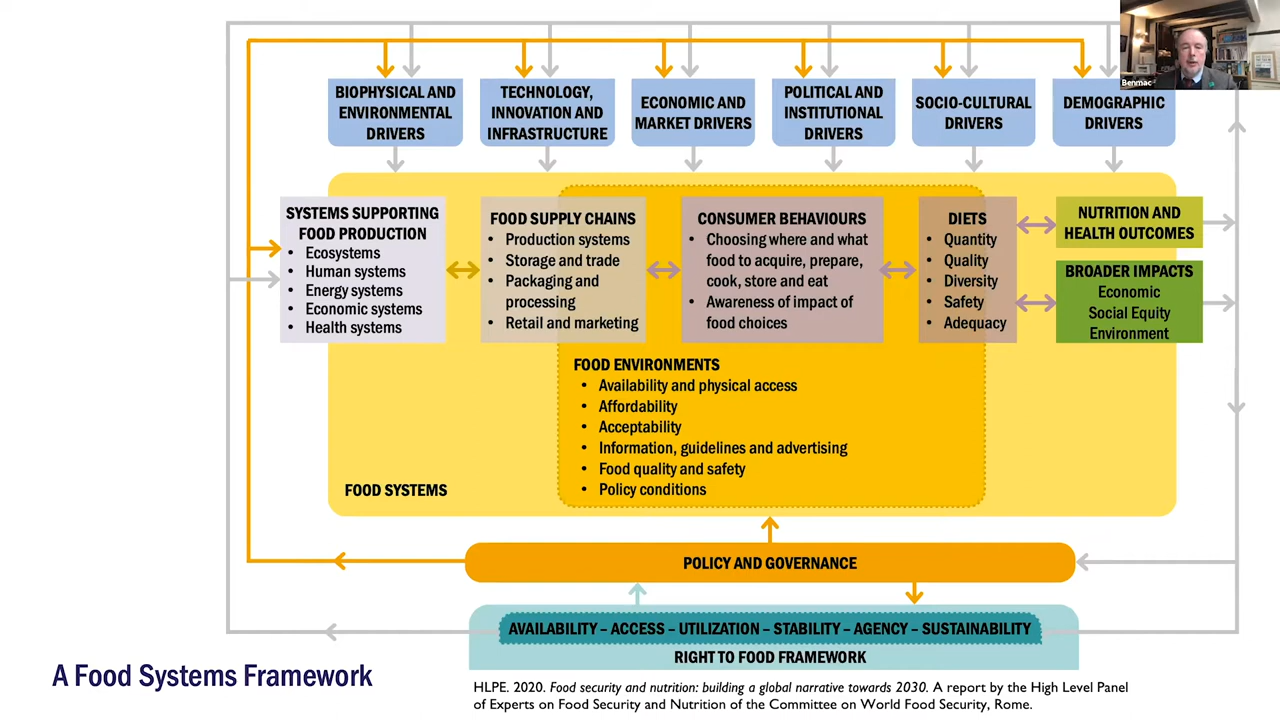 Benmac
BIOPHYSICAL AND
ENVIRONMENTAL
DRIVERS
TECHNOLOGY,
INNOVATION AND
INFRASTRUCTURE
ECONOMIC AND
MARKET DRIVERS
POLITICAL AND
INSTITUTIONAL
DRIVERS
SOCIO-CULTURAL
DRIVERS
DEMOGRAPHIC
DRIVERS
SYSTEMS SUPPORTING
FOOD PRODUCTION
• Ecosystems
• Human systems
• Energy systems
• Economic systems
• Health systems
FOOD SUPPLY CHAINS
• Production systems
• Storage and trade
• Packaging and
processing
• Retail and marketing
CONSUMER BEHAVIOURS
• Choosing where and what
food to acquire, prepare,
cook, store and eat
• Awareness of impact of
food choices
DIETS
• Quantity
• Quality
• Diversity
• Safety
• Adequacy
NUTRITION AND
HEALTH OUTCOMES
BROADER IMPACTS
Economic
Social Equity
Environment
FOOD ENVIRONMENTS
• Availability and physical access
• Affordability
• Acceptability
• Information, guidelines and advertising
• Food quality and safety
• Policy conditions
FOOD SYSTEMS
POLICY AND GOVERNANCE
AVAILABILITY – ACCESS – UTILIZATION – STABILITY – AGENCY – SUSTAINABILITY
RIGHT TO FOOD FRAMEWORK
A Food Systems Framework
HLPE. 2020. Food security and nutrition: building a global narrative towards 2030. A report by the High Level Panel
of Experts on Food Security and Nutrition of the Committee on World Food Security, Rome.